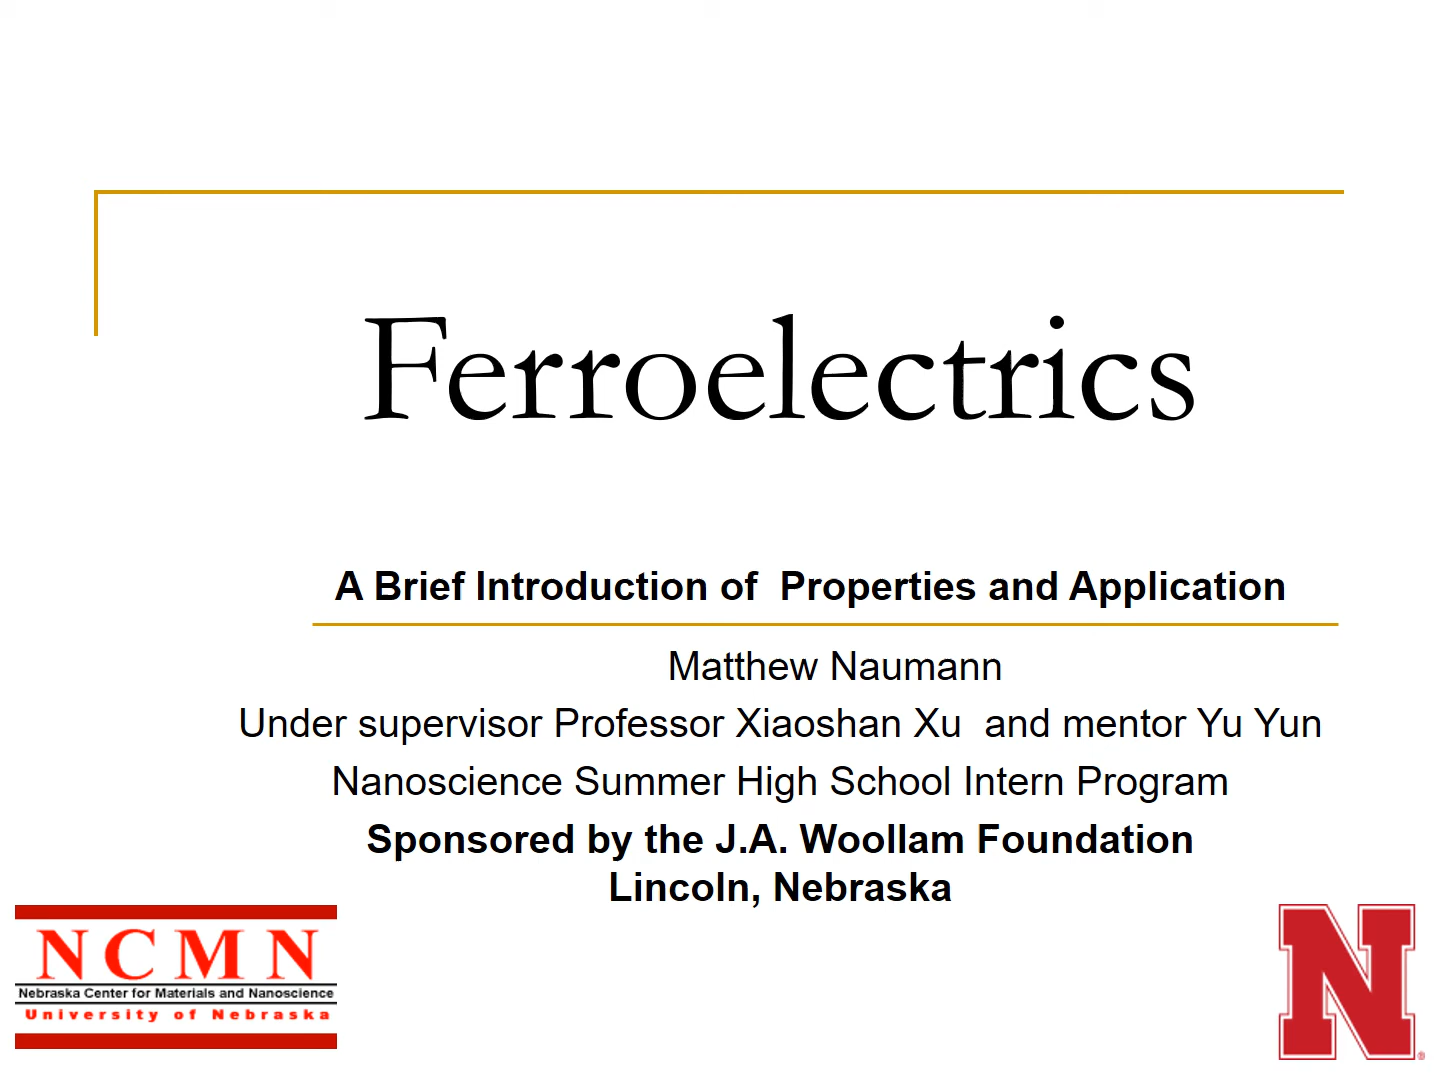 Ferroelectrics
A Brief Introduction of  Properties and Application
Matthew Naumann
Under supervisor Professor Xiaoshan Xu  and mentor Yu Yun
Nanoscience Summer High School Intern Program
Sponsored by the J.A. Woollam Foundation
Lincoln, Nebraska
NCMN
Nebraska Center for Materials and Nanoscience
University of Nebraska
N®